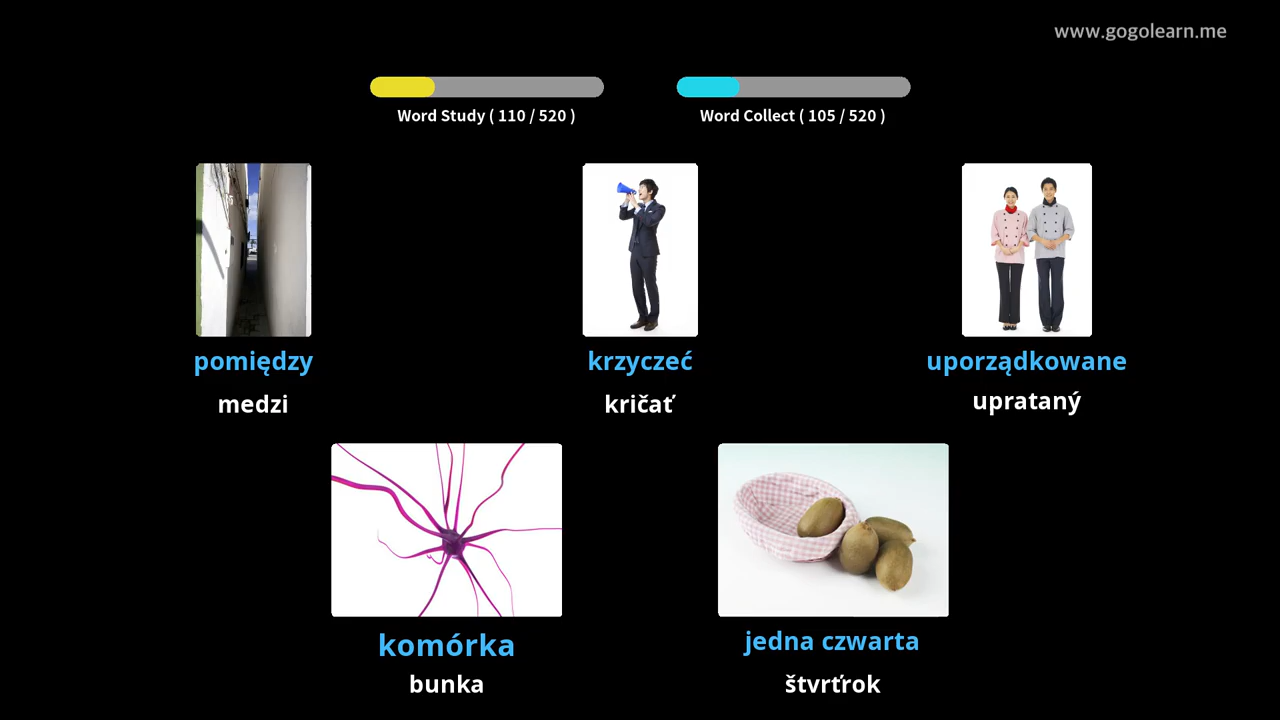 www.gogolearn.me
Word Study ( 110 / 520 )
Word Collect ( 105 / 520 )
pomiędzy
medzi
krzyczeć
kričať
uporządkowane
uprataný
komórka
bunka
jedna czwarta
štvrťrok